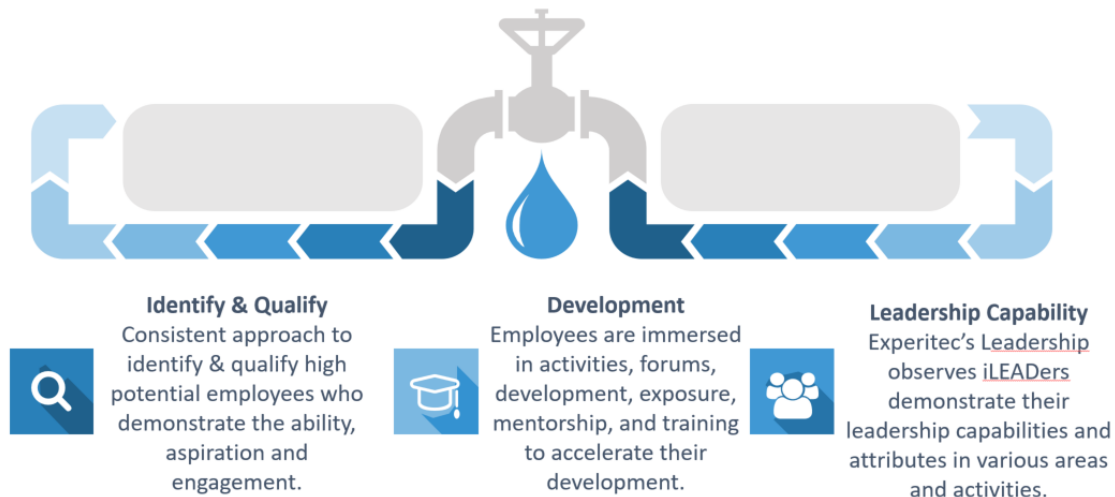 Identify & Qualify
Consistent approach to
identify & qualify high
potential employees who
demonstrate the ability,
aspiration and
engagement.
Development
Employees are immersed
in activities, forums,
development, exposure,
mentorship, and training
to accelerate their
development.
Leadership Capability
Experitec's Leadership
observes iLEADers
demonstrate their
leadership capabilities and
attributes in various areas
and activities.